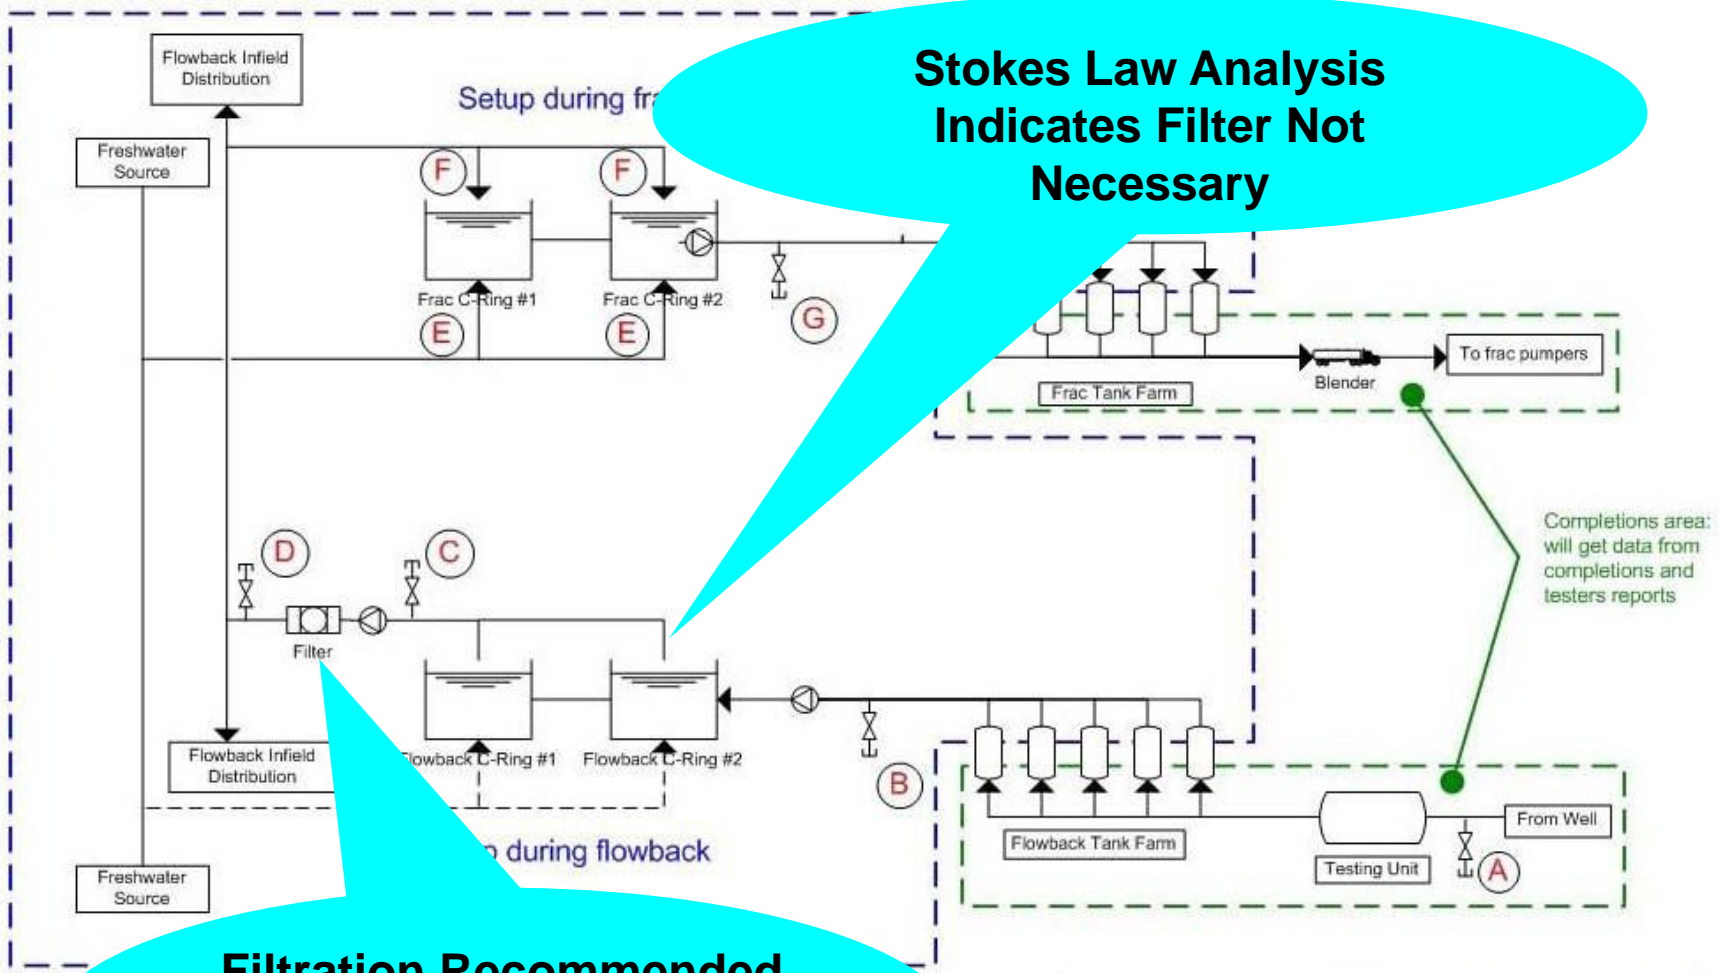 Flowback Infield
Distribution
Stokes Law Analysis
Indicates Filter Not
Necessary
Setup during
Freshwater
Source
F
F
Frac C-Ring #1
Frac C-Ring #2
E
E
G
To frac pumpers
Blender
Frac Tank Farm
Completions area:
will get data from
completions and
testers reports
D
C
Filter
Flowback Infield
Distribution
Flowback C-Ring #1
Flowback C-Ring #2
B
From Well
Flowback Tank Farm
Testing Unit
A
during flowback
Freshwater
Source
Filtration Recommended